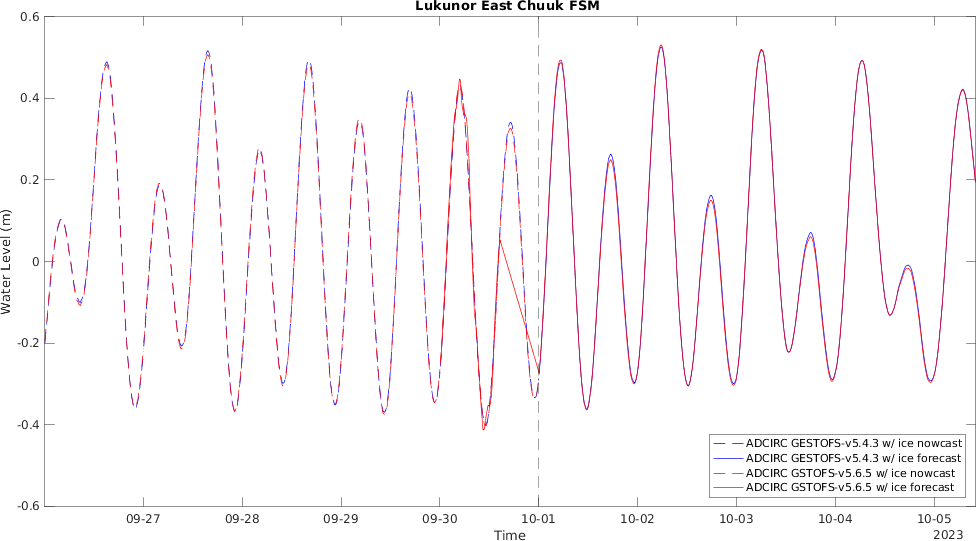 Lukunor East Chuuk FSM
0.6
0.4
0.2
0
-0.2
-0.4
-0.6
Water Level (m)
ADCIRC GESTOFS-v5.4.3 w/ ice nowcast
ADCIRC GESTOFS-v5.4.3 w/ ice forecast
ADCIRC GSTOFS-v5.6.5 w/ ice nowcast
ADCIRC GSTOFS-v5.6.5 w/ ice forecast
09-27 09-28 09-29 09-30 10-01 10-02 10-03 10-04 10-05
Time 2023